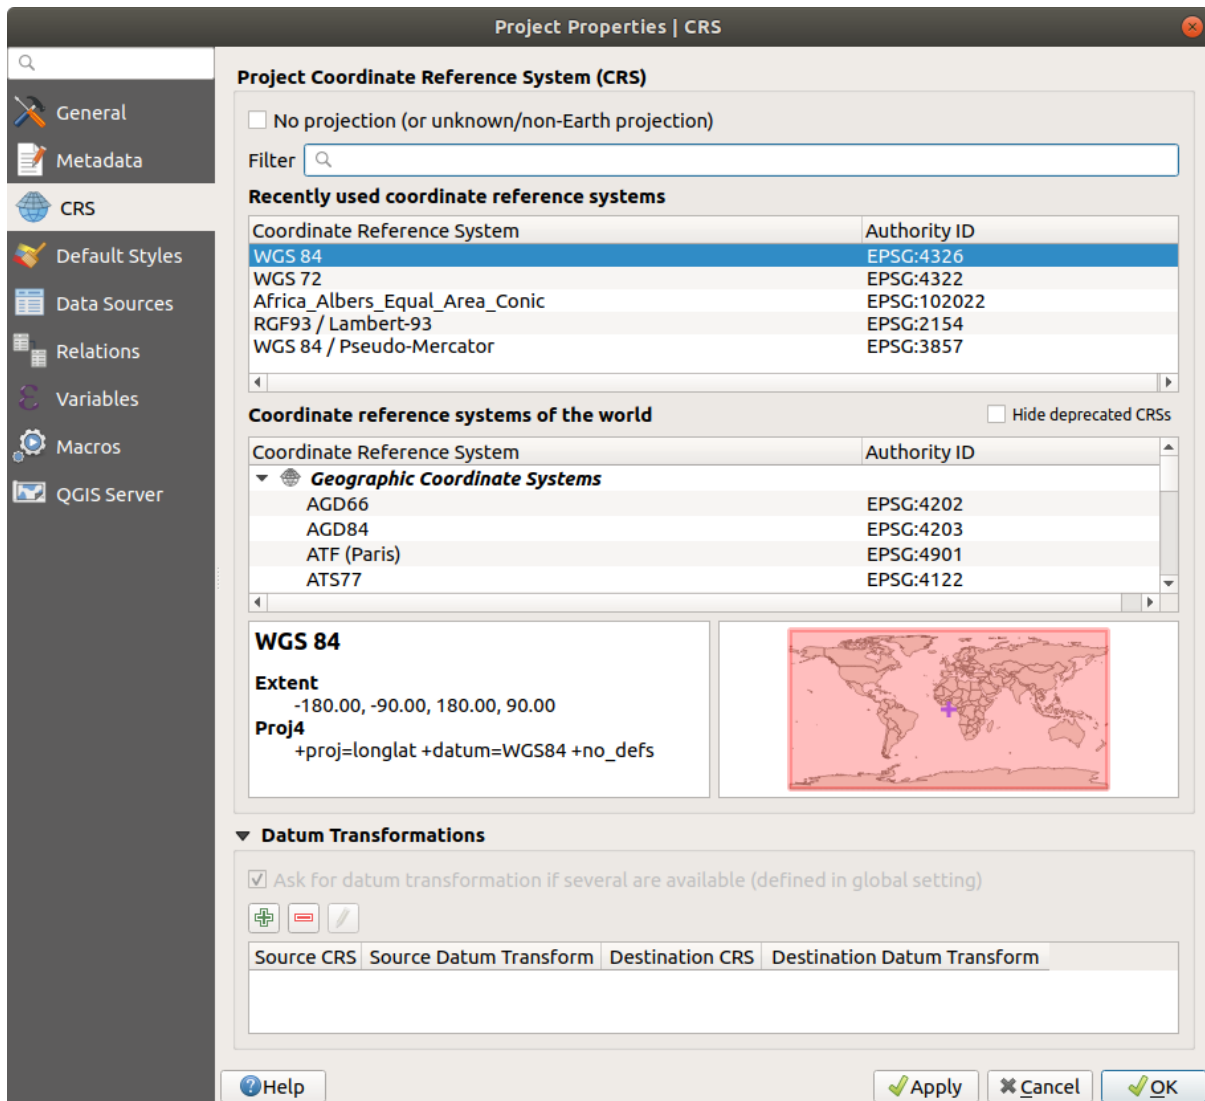 Project Properties | CRS
General
Metadata
CRS
Default Styles
Data Sources
Relations
Variables
Macros
QGIS Server
Project Coordinate Reference System (CRS)
No projection (or unknown/non-Earth projection)
Filter
Recently used coordinate reference systems
Coordinate Reference System Authority ID
WGS 84 EPSG:4326
WGS 72 EPSG:4322
Africa_Albers_Equal_Area_Conic EPSG:102022
RGF93 / Lambert-93 EPSG:2154
WGS 84 / Pseudo-Mercator EPSG:3857
Coordinate reference systems of the world Hide deprecated CRSs
Coordinate Reference System Authority ID
Geographic Coordinate Systems
AGD66 EPSG:4202
AGD84 EPSG:4203
ATF (Paris) EPSG:4901
ATS77 EPSG:4122
WGS 84
Extent
-180.00, -90.00, 180.00, 90.00
Proj4
+proj=longlat +datum=WGS84 +no_defs
Datum Transformations
Ask for datum transformation if several are available (defined in global setting)
Source CRS Source Datum Transform Destination CRS Destination Datum Transform
Help Apply Cancel OK